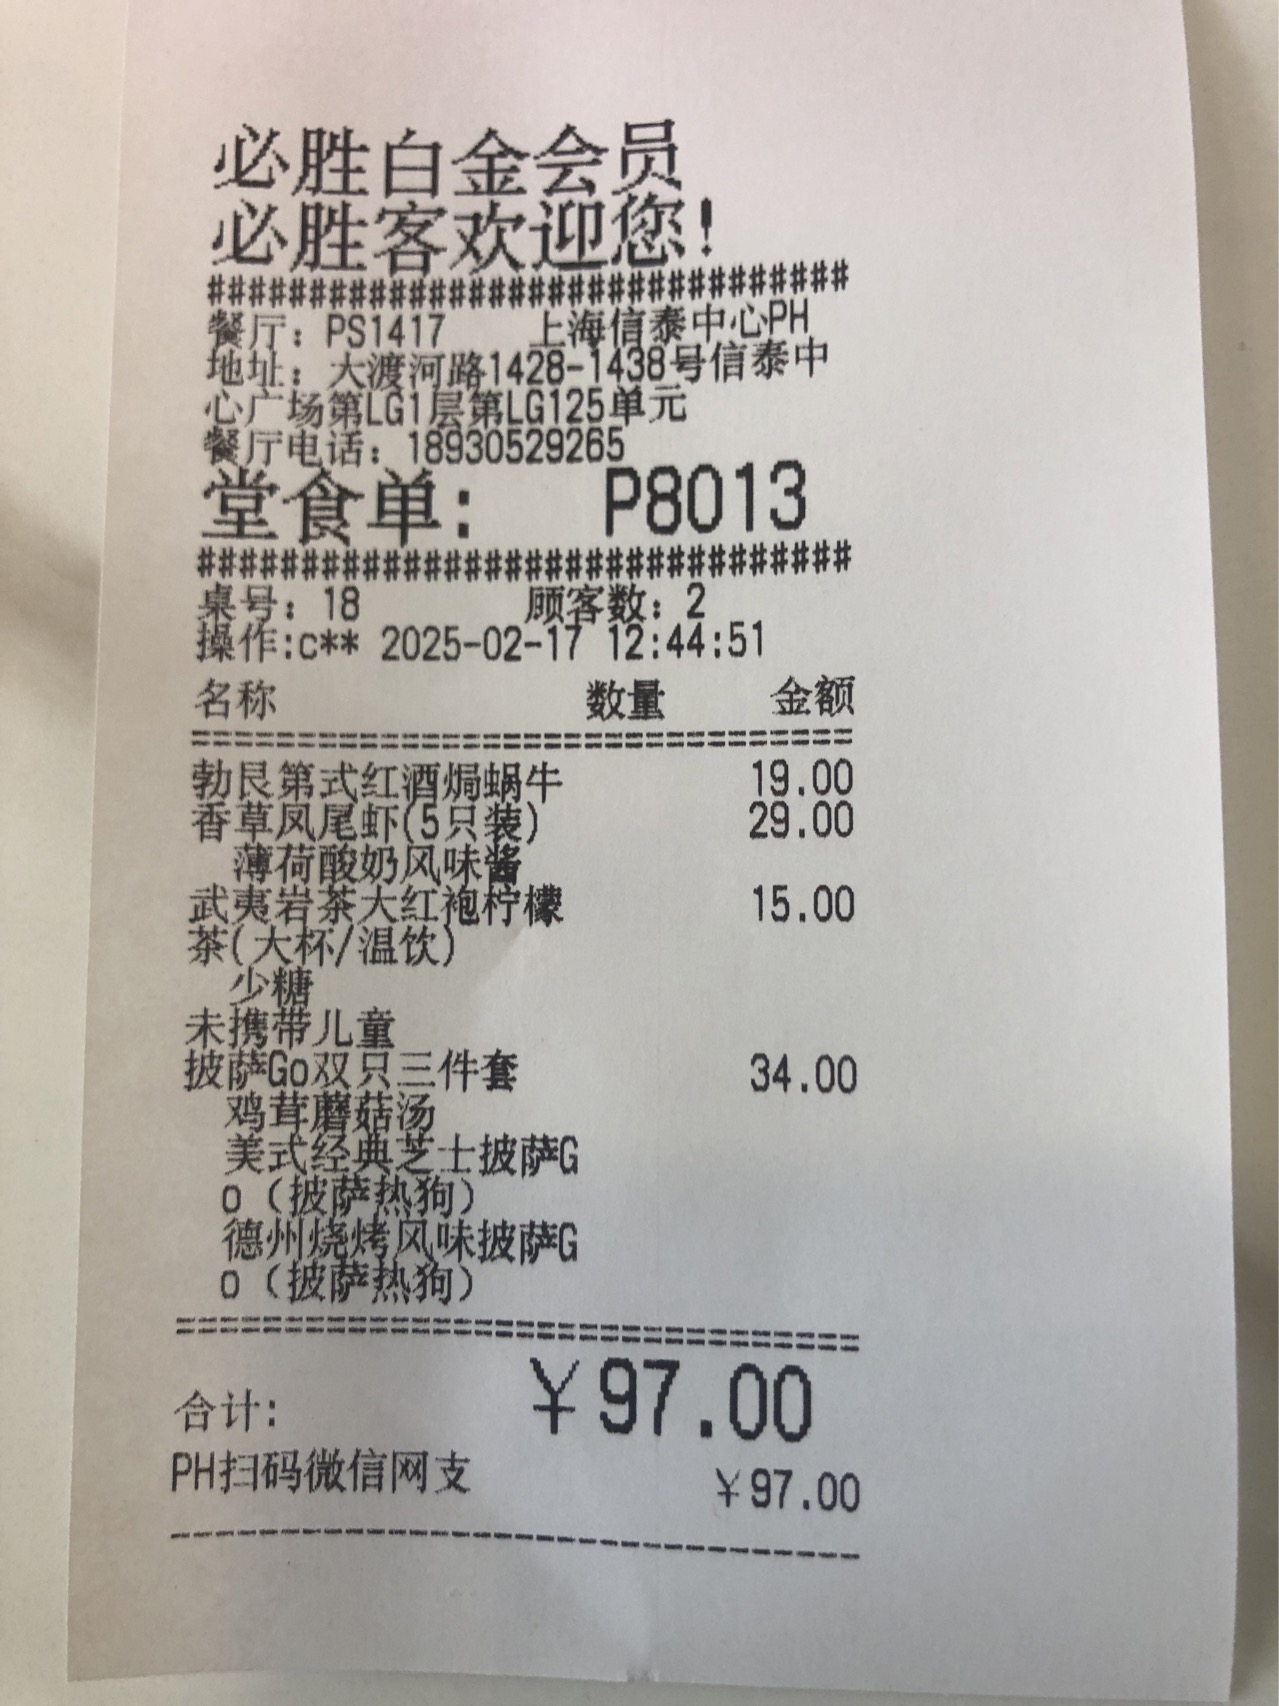 必胜白金会员
必胜客欢迎您!
################################
餐厅: PS1417 上海信泰中心PH
地址: 大渡河路1428-1438号信泰中
心广场第LG1层第LG125单元
餐厅电话: 18930529265
堂食单: P8013
################################
桌号: 18 顾客数: 2
操作:c** 2025-02-17 12:44:51
名称 数量 金额
================================
勃艮第式红酒焗蜗牛 19.00
香草凤尾虾(5只装) 29.00
薄荷酸奶风味酱
武夷岩茶大红袍柠檬 15.00
茶(大杯/温饮)
少糖
未携带儿童
披萨Go双只三件套 34.00
鸡茸蘑菇汤
美式经典芝士披萨G
o（披萨热狗）
德州烧烤风味披萨G
o（披萨热狗）
================================
合计: ￥97.00
PH扫码微信网支 ￥97.00
--------------------------------